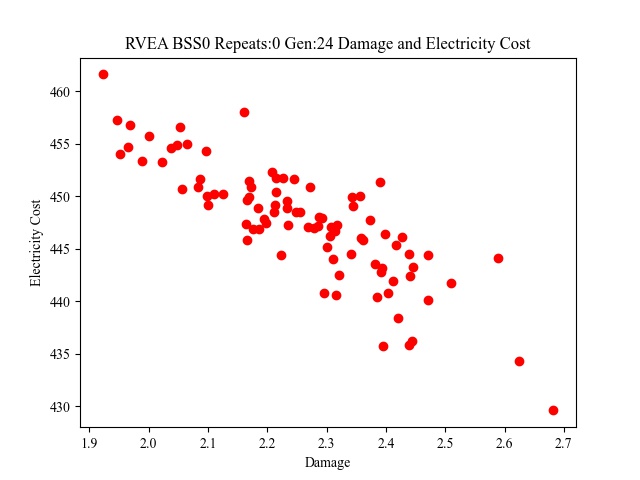 RVEA BSS0 Repeats:0 Gen:24 Damage and Electricity Cost
460
455
450
445
440
435
430
Electricity Cost
1.9 2.0 2.1 2.2 2.3 2.4 2.5 2.6 2.7
Damage